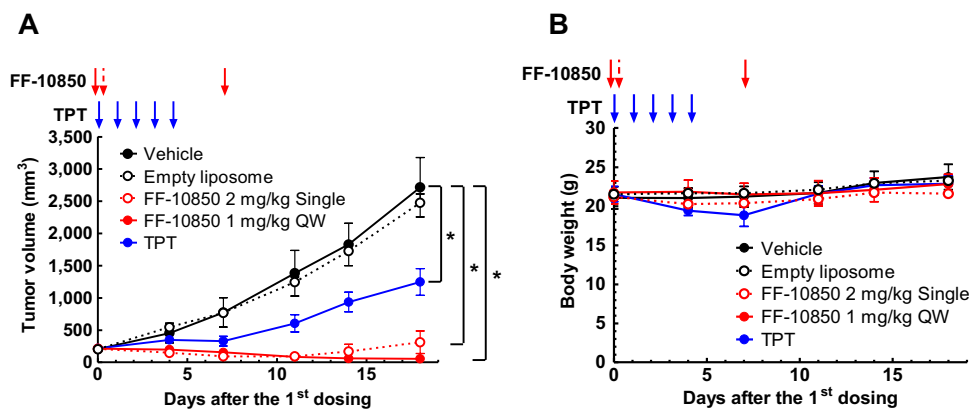 A
FF-10850
TPT
3,500
3,000
2,500
2,000
1,500
1,000
500
0
0
5
10
15
Tumor volume (mm³)
Days after the 1st dosing
Vehicle
Empty liposome
FF-10850 2 mg/kg Single
FF-10850 1 mg/kg QW
TPT
*
*
*
B
FF-10850
TPT
30
25
20
15
10
5
0
0
5
10
15
Body weight (g)
Days after the 1st dosing
Vehicle
Empty liposome
FF-10850 2 mg/kg Single
FF-10850 1 mg/kg QW
TPT